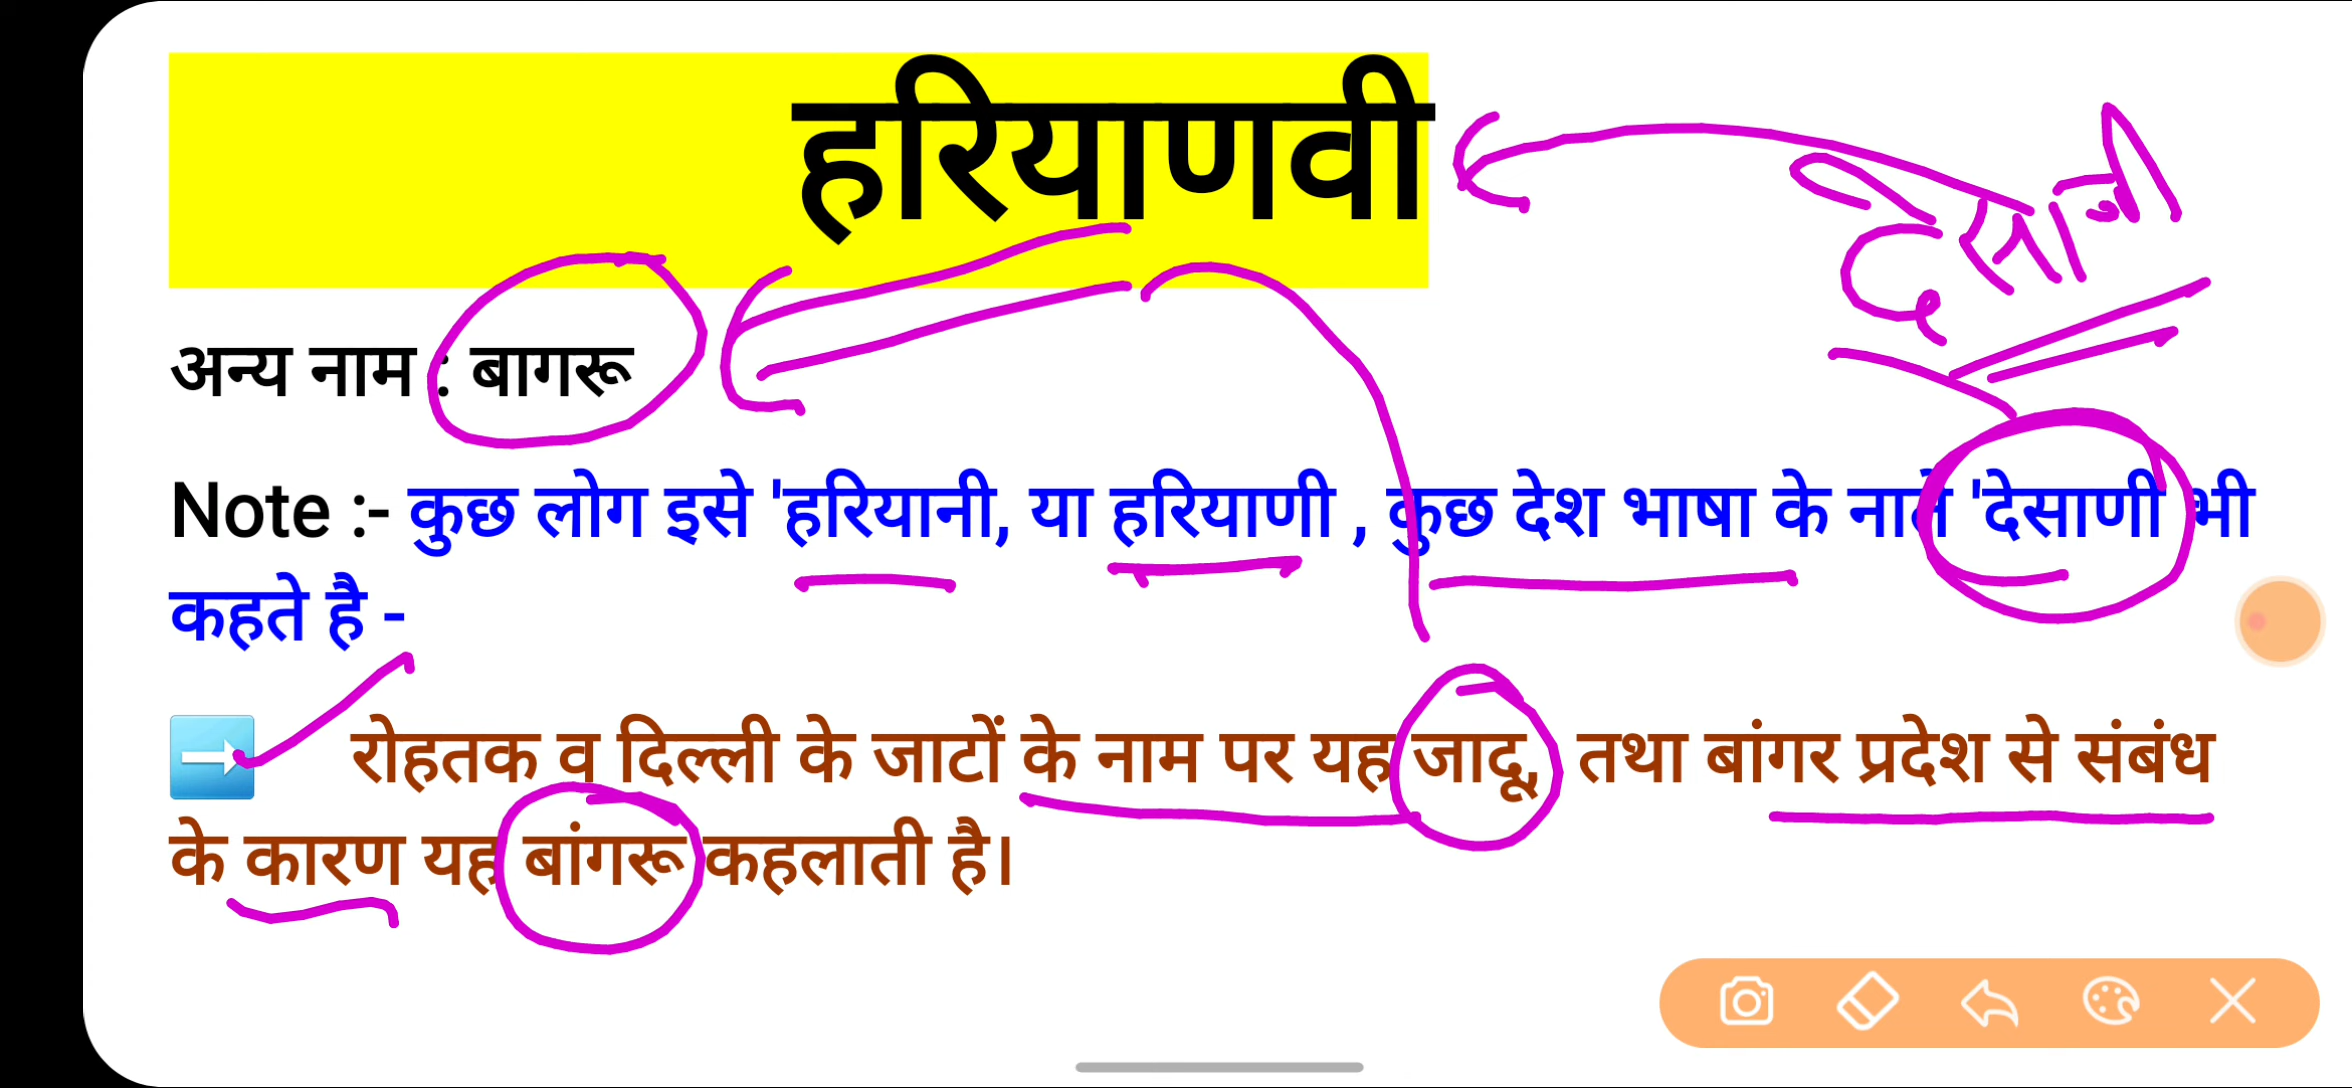 हरियाणवी
देसानी
अन्य नाम : बागरू
Note :- कुछ लोग इसे 'हरियानी, या हरियाणी , कुछ देश भाषा के नाते 'देसाणी भी
कहते है -
रोहतक व दिल्ली के जाटों के नाम पर यह जादू, तथा बांगर प्रदेश से संबंध
के कारण यह बांगरू कहलाती है।